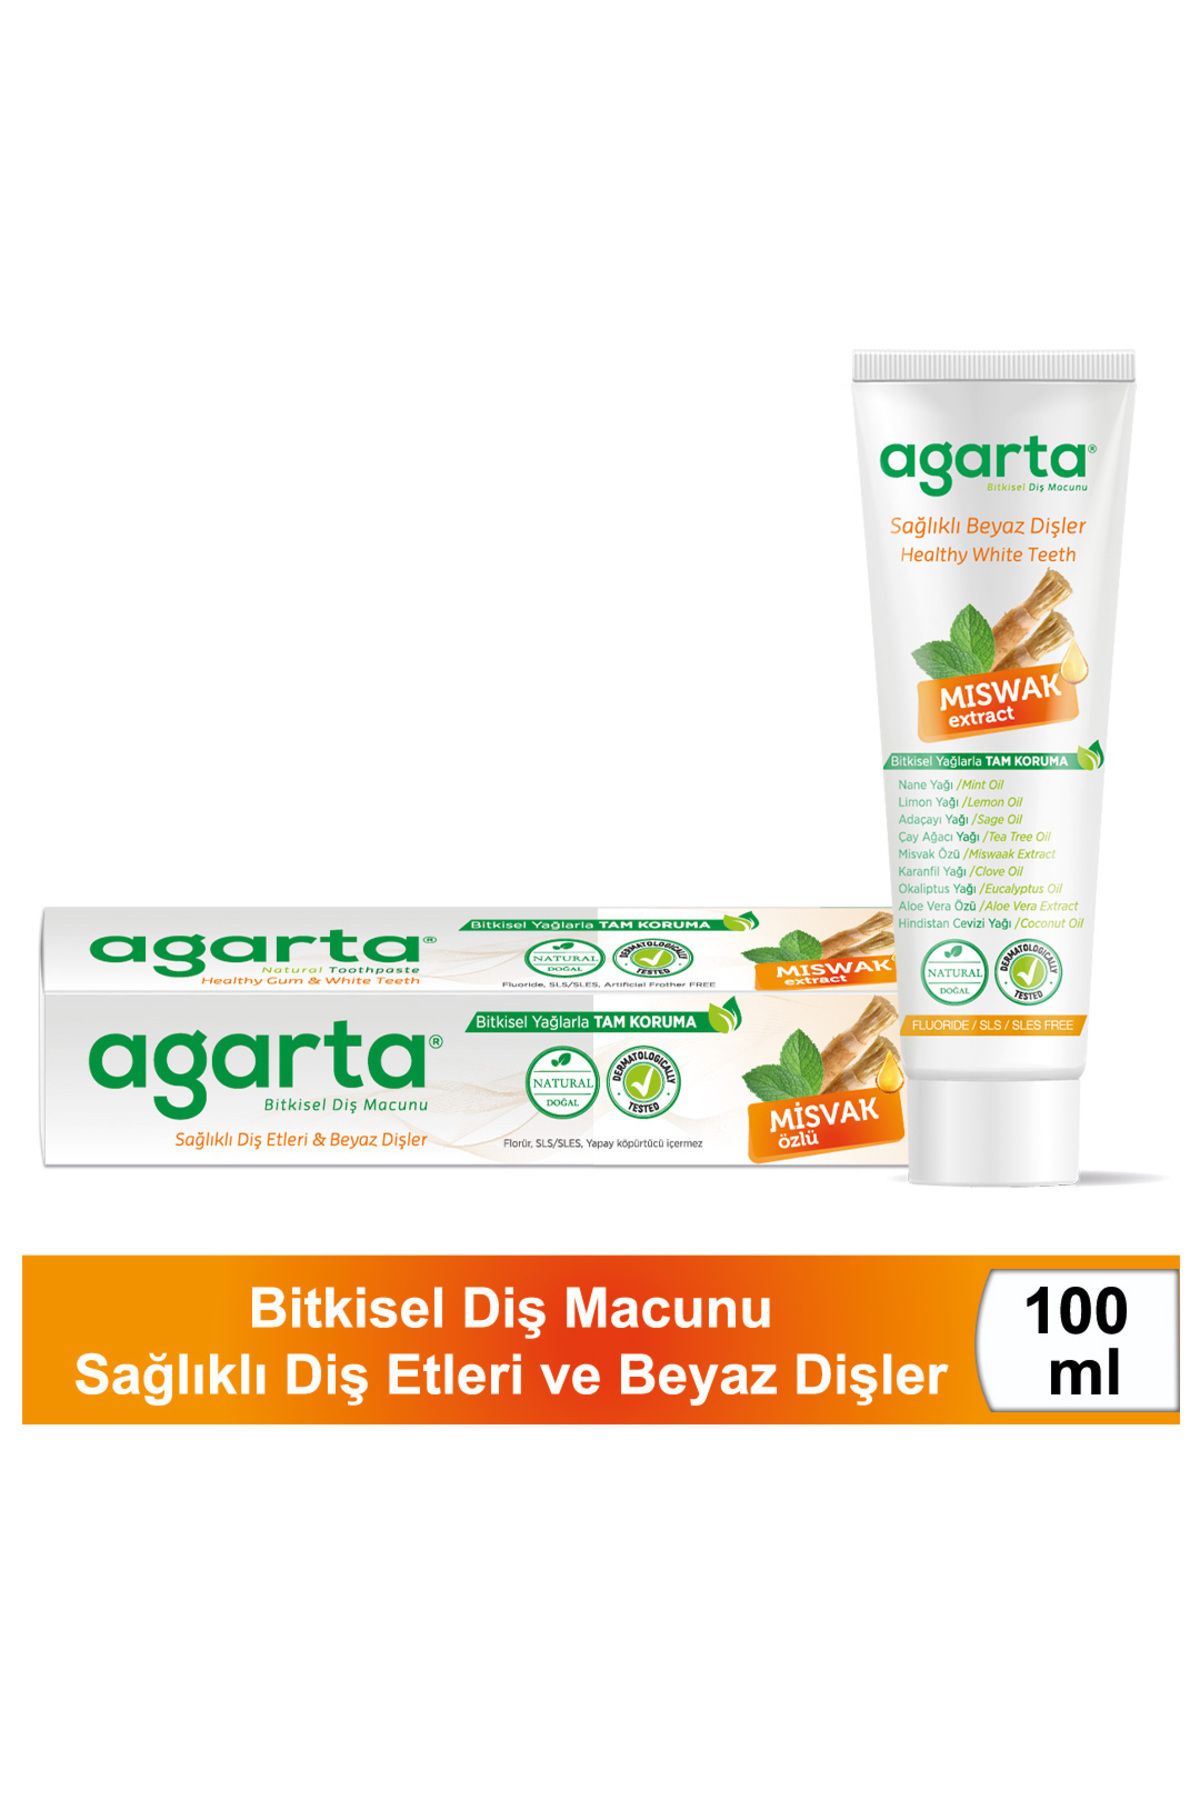 agarta®
Bitkisel Diş Macunu
Sağlıklı Beyaz Dişler
Healthy White Teeth
MISWAK
extract
Bitkisel Yağlarla TAM KORUMA
Nane Yağı /Mint Oil
Limon Yağı /Lemon Oil
Adaçayı Yağı /Sage Oil
Çay Ağacı Yağı /Tea Tree Oil
Misvak Özü /Miswaak Extract
Karanfil Yağı /Clove Oil
Okaliptus Yağı /Eucalyptus Oil
Aloe Vera Özü /Aloe Vera Extract
Hindistan Cevizi Yağı /Coconut Oil
NATURAL
DOĞAL
DERMATOLOGICALLY
TESTED
FLUORIDE / SLS / SLES FREE
agarta®
Natural Toothpaste
Healthy Gum & White Teeth
Bitkisel Yağlarla TAM KORUMA
NATURAL
DOĞAL
DERMATOLOGICALLY
TESTED
Fluoride, SLS/SLES, Artificial Frother FREE
MISWAK
extract
agarta®
Bitkisel Diş Macunu
Sağlıklı Diş Etleri & Beyaz Dişler
Bitkisel Yağlarla TAM KORUMA
NATURAL
DOĞAL
DERMATOLOGICALLY
TESTED
Florür, SLS/SLES, Yapay köpürtücü içermez
MİSVAK
özlü
Bitkisel Diş Macunu
Sağlıklı Diş Etleri ve Beyaz Dişler
100
ml